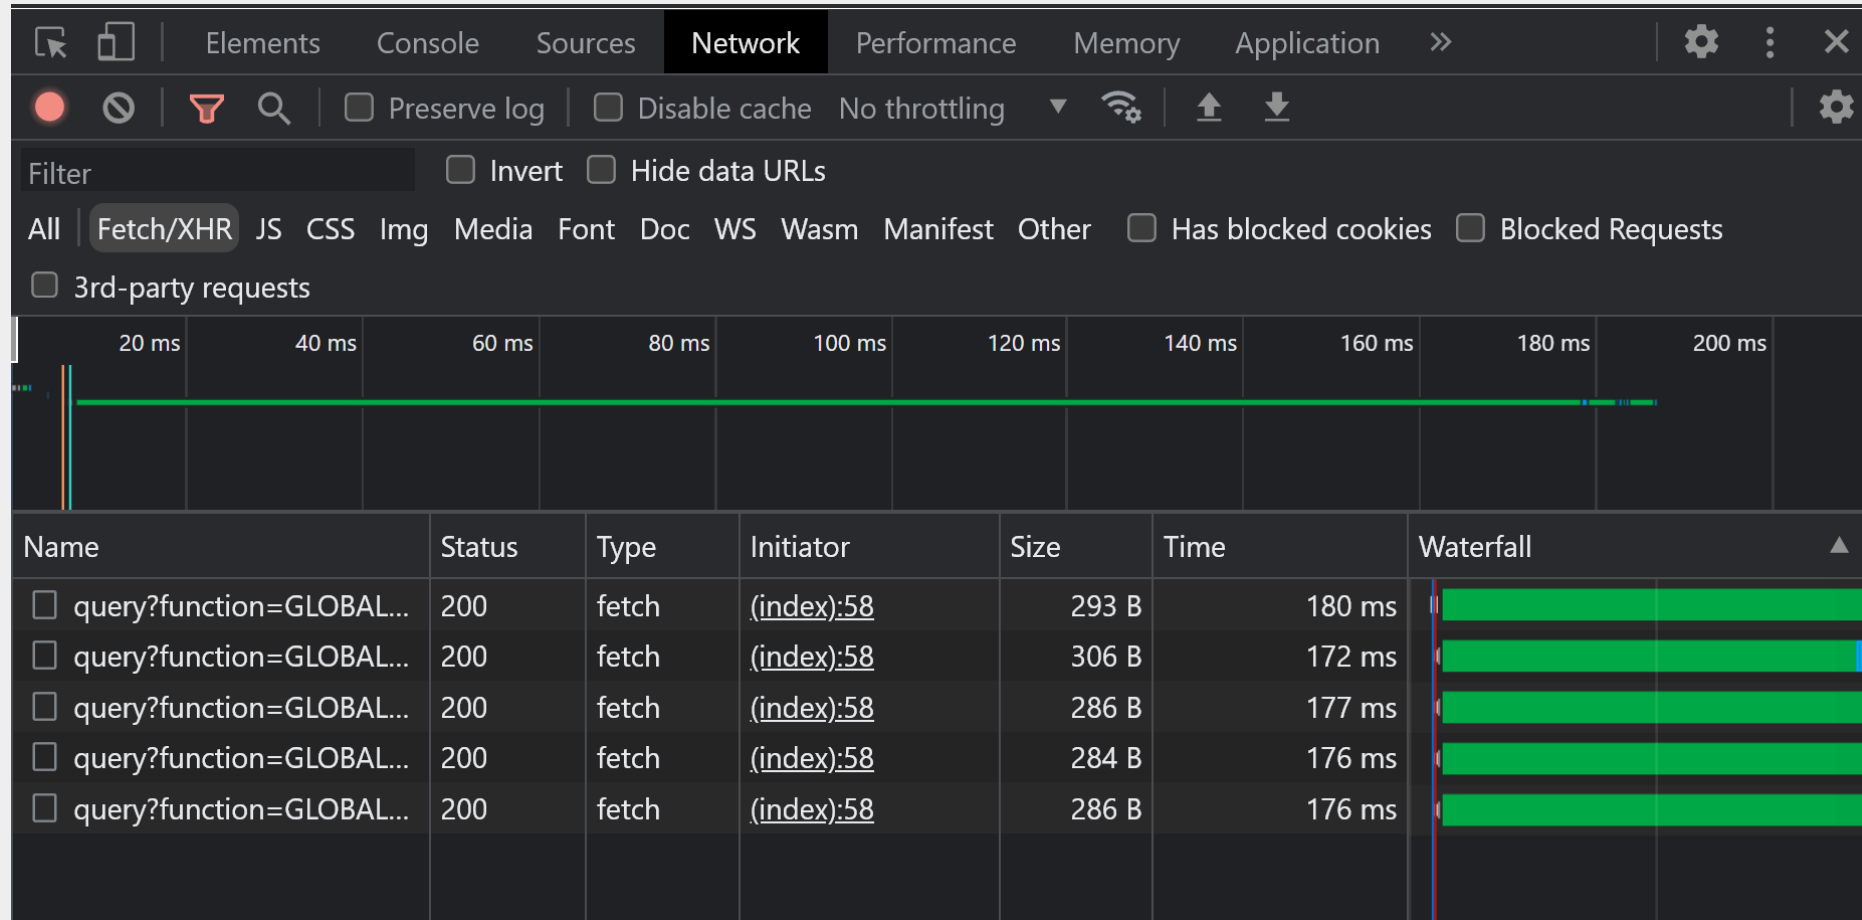 Elements Console Sources Network Performance Memory Application
Preserve log Disable cache No throttling
Filter Invert Hide data URLs
All Fetch/XHR JS CSS Img Media Font Doc WS Wasm Manifest Other Has blocked cookies Blocked Requests
3rd-party requests
20 ms 40 ms 60 ms 80 ms 100 ms 120 ms 140 ms 160 ms 180 ms 200 ms
Name Status Type Initiator Size Time Waterfall
query?function=GLOBAL... 200 fetch (index):58 293 B 180 ms
query?function=GLOBAL... 200 fetch (index):58 306 B 172 ms
query?function=GLOBAL... 200 fetch (index):58 286 B 177 ms
query?function=GLOBAL... 200 fetch (index):58 284 B 176 ms
query?function=GLOBAL... 200 fetch (index):58 286 B 176 ms